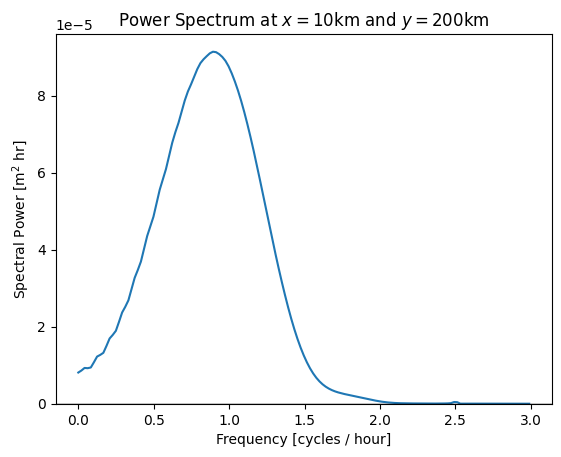 Power Spectrum at x = 10km and y = 200km
1e−5
8
6
4
2
0
Spectral Power [m² hr]
0.0 0.5 1.0 1.5 2.0 2.5 3.0
Frequency [cycles / hour]